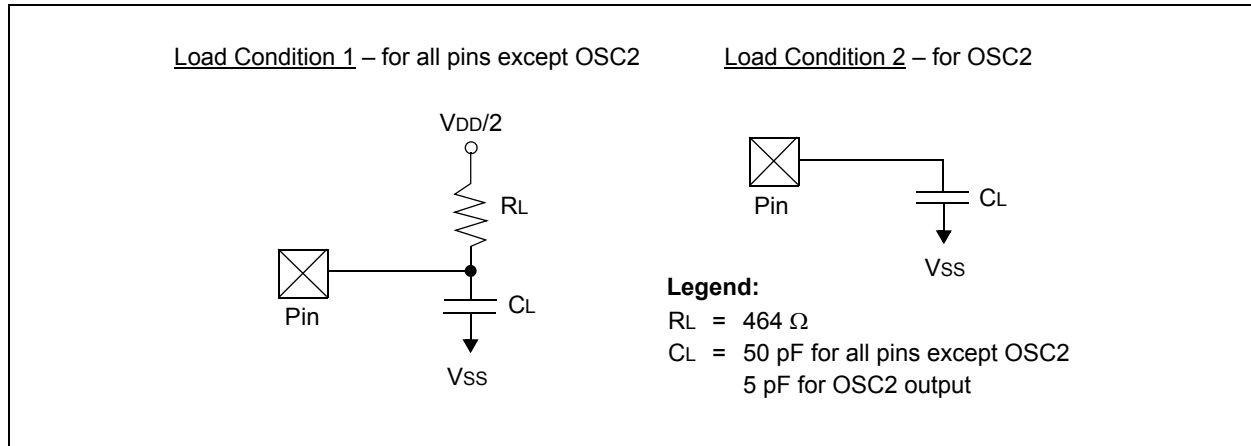 Load Condition 1 – for all pins except OSC2
VDD/2
RL
Pin
CL
VSS
Load Condition 2 – for OSC2
Pin
CL
VSS
Legend:
RL = 464 Ω
CL = 50 pF for all pins except OSC2
5 pF for OSC2 output